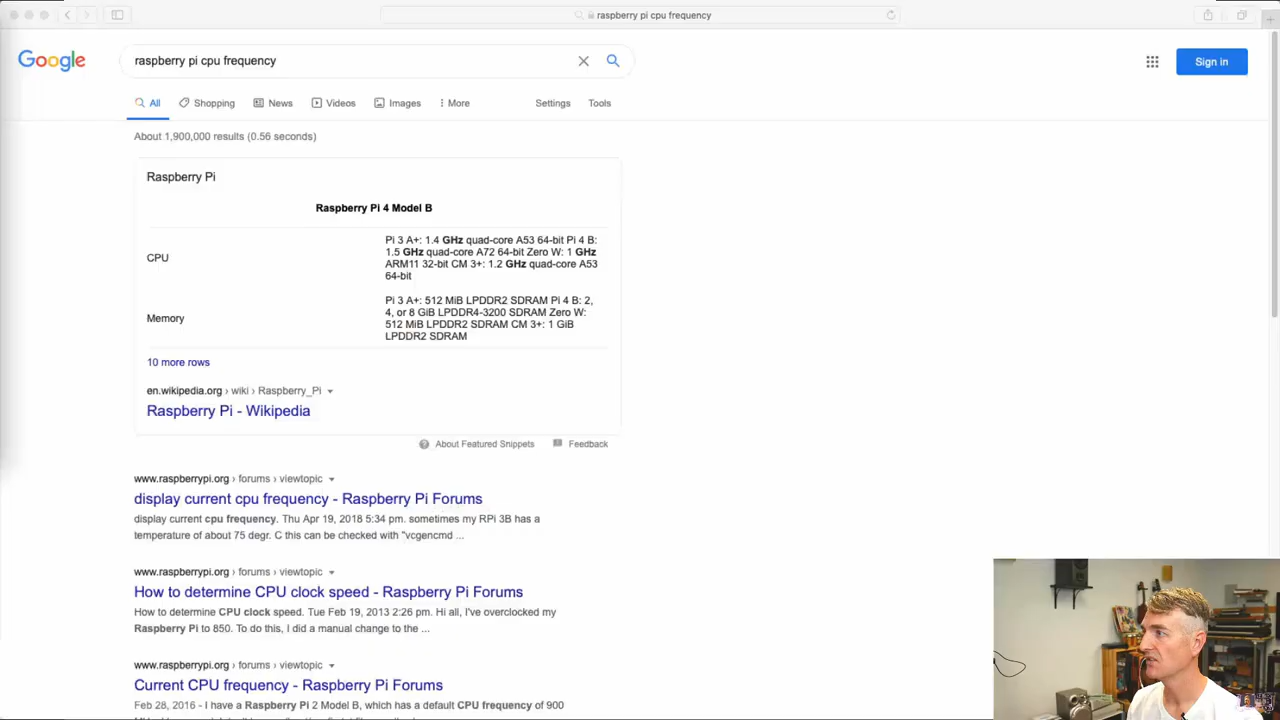 raspberry pi cpu frequency
Google
raspberry pi cpu frequency
Sign in
All
Shopping
News
Videos
Images
More
Settings
Tools
About 1,900,000 results (0.56 seconds)
Raspberry Pi
Raspberry Pi 4 Model B
CPU
Pi 3 A+: 1.4 GHz quad-core A53 64-bit Pi 4 B:
1.5 GHz quad-core A72 64-bit Zero W: 1 GHz
ARM11 32-bit CM 3+: 1.2 GHz quad-core A53
64-bit
Memory
Pi 3 A+: 512 MiB LPDDR2 SDRAM Pi 4 B: 2,
4, or 8 GiB LPDDR4-3200 SDRAM Zero W:
512 MiB LPDDR2 SDRAM CM 3+: 1 GiB
LPDDR2 SDRAM
10 more rows
en.wikipedia.org › wiki › Raspberry_Pi
Raspberry Pi - Wikipedia
About Featured Snippets
Feedback
www.raspberrypi.org › forums › viewtopic
display current cpu frequency - Raspberry Pi Forums
display current cpu frequency. Thu Apr 19, 2018 5:34 pm. sometimes my RPi 3B has a
temperature of about 75 degr. C this can be checked with "vcgencmd ...
www.raspberrypi.org › forums › viewtopic
How to determine CPU clock speed - Raspberry Pi Forums
How to determine CPU clock speed. Tue Feb 19, 2013 2:26 pm. Hi all, I've overclocked my
Raspberry Pi to 850. To do this, I did a manual change to the ...
www.raspberrypi.org › forums › viewtopic
Current CPU frequency - Raspberry Pi Forums
Feb 28, 2016 - I have a Raspberry Pi 2 Model B, which has a default CPU frequency of 900